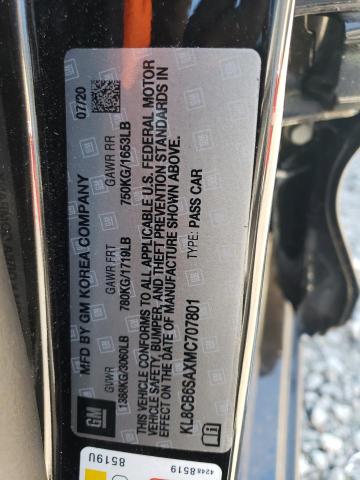 MFD BY GM KOREA COMPANY 07/20
GVWR GAWR FRT GAWR RR
1388KG/3060LB 780KG/1719LB 750KG/1653LB
THIS VEHICLE CONFORMS TO ALL APPLICABLE U.S. FEDERAL MOTOR
VEHICLE SAFETY, BUMPER, AND THEFT PREVENTION STANDARDS IN
EFFECT ON THE DATE OF MANUFACTURE SHOWN ABOVE.
KL8CB6SAXMC707801 TYPE: PASS CAR
GM
8519U
42488519